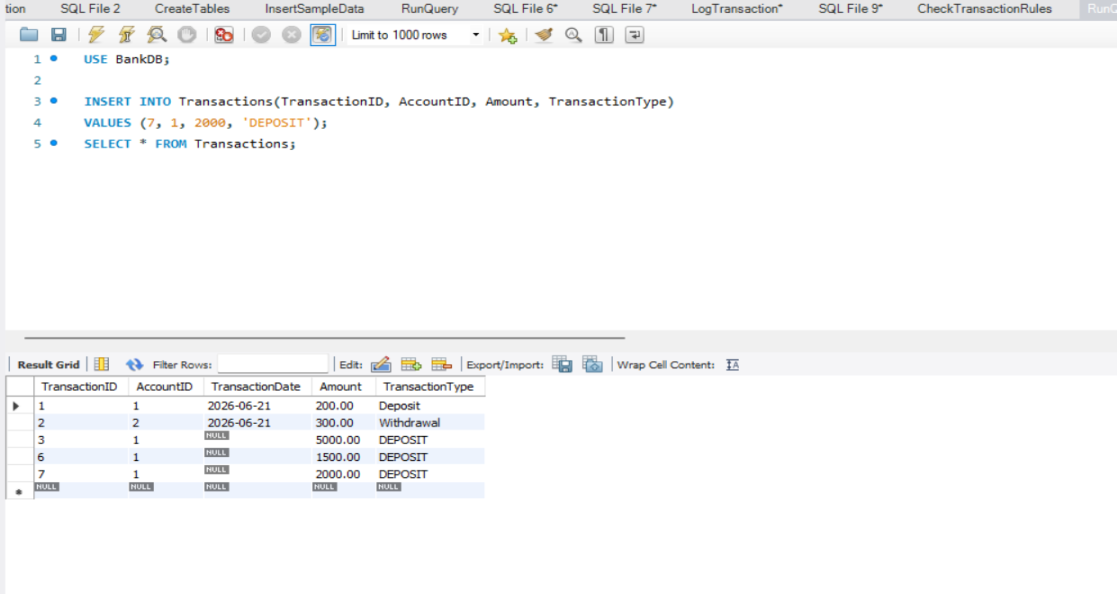 tion SQL File 2 CreateTables InsertSampleData RunQuery SQL File 6* SQL File 7* LogTransaction* SQL File 9* CheckTransactionRules RunQ
Limit to 1000 rows
1 USE BankDB;
2
3 INSERT INTO Transactions(TransactionID, AccountID, Amount, TransactionType)
4 VALUES (7, 1, 2000, 'DEPOSIT');
5 SELECT * FROM Transactions;
Result Grid Filter Rows: Edit: Export/Import: Wrap Cell Content: IA
TransactionID AccountID TransactionDate Amount TransactionType
1 1 2026-06-21 200.00 Deposit
2 2 2026-06-21 300.00 Withdrawal
3 1 NULL 5000.00 DEPOSIT
6 1 NULL 1500.00 DEPOSIT
7 1 NULL 2000.00 DEPOSIT
NULL NULL NULL NULL NULL